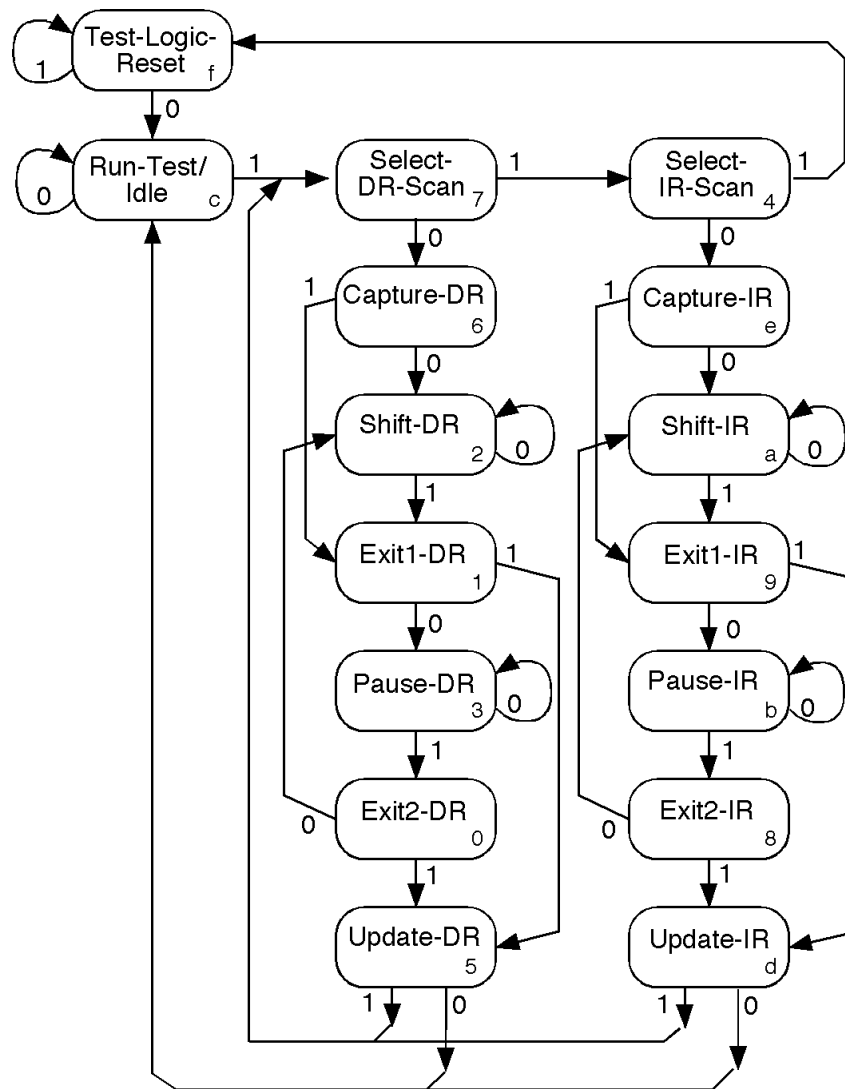 Test-Logic-
Reset
f
1
0
Run-Test/
Idle
c
0
1
Select-
DR-Scan
7
1
Select-
IR-Scan
4
1
0
0
1
Capture-DR
6
1
Capture-IR
e
0
0
Shift-DR
2
0
Shift-IR
a
0
1
1
Exit1-DR
1
1
Exit1-IR
9
1
0
0
Pause-DR
3
0
Pause-IR
b
0
1
1
0
Exit2-DR
0
0
Exit2-IR
8
1
1
Update-DR
5
Update-IR
d
1
0
1
0